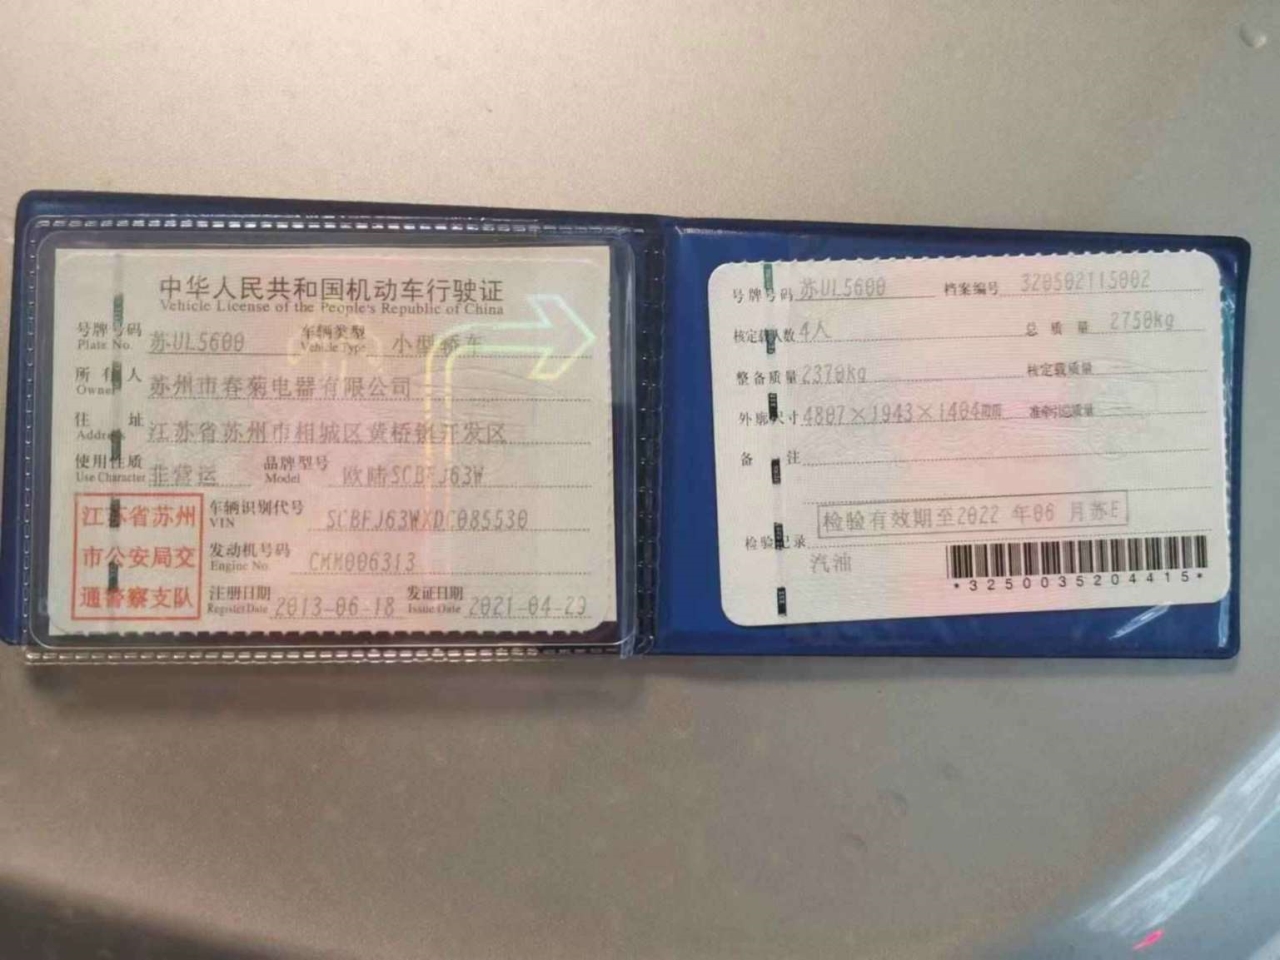 中华人民共和国机动车行驶证
Vehicle License of the People's Republic of China
号牌号码 苏UL5600 车辆类型 小型轿车
Plate No. Vehicle Type
所有人 苏州市春菊电器有限公司
Owner
住址 江苏省苏州市相城区黄桥镇开发区
Address
使用性质 非营运 品牌型号 欧陆SCBFJ63W
Use Character Model
江苏省苏州
市公安局交
通警察支队
车辆识别代号 SCBFJ63WXDC085530
VIN
发动机号码 CMM006313
Engine No.
注册日期 2013-06-18 发证日期 2021-04-29
Register Date Issue Date
号牌号码 苏UL5600 档案编号 320502115002
核定载人数 4人 总质量 2750kg
整备质量 2370kg 核定载质量
外廓尺寸 4807×1943×1404mm 准牵引总质量
备注
检验有效期至2022年06月苏E
检验记录
汽油
*3250035204415*